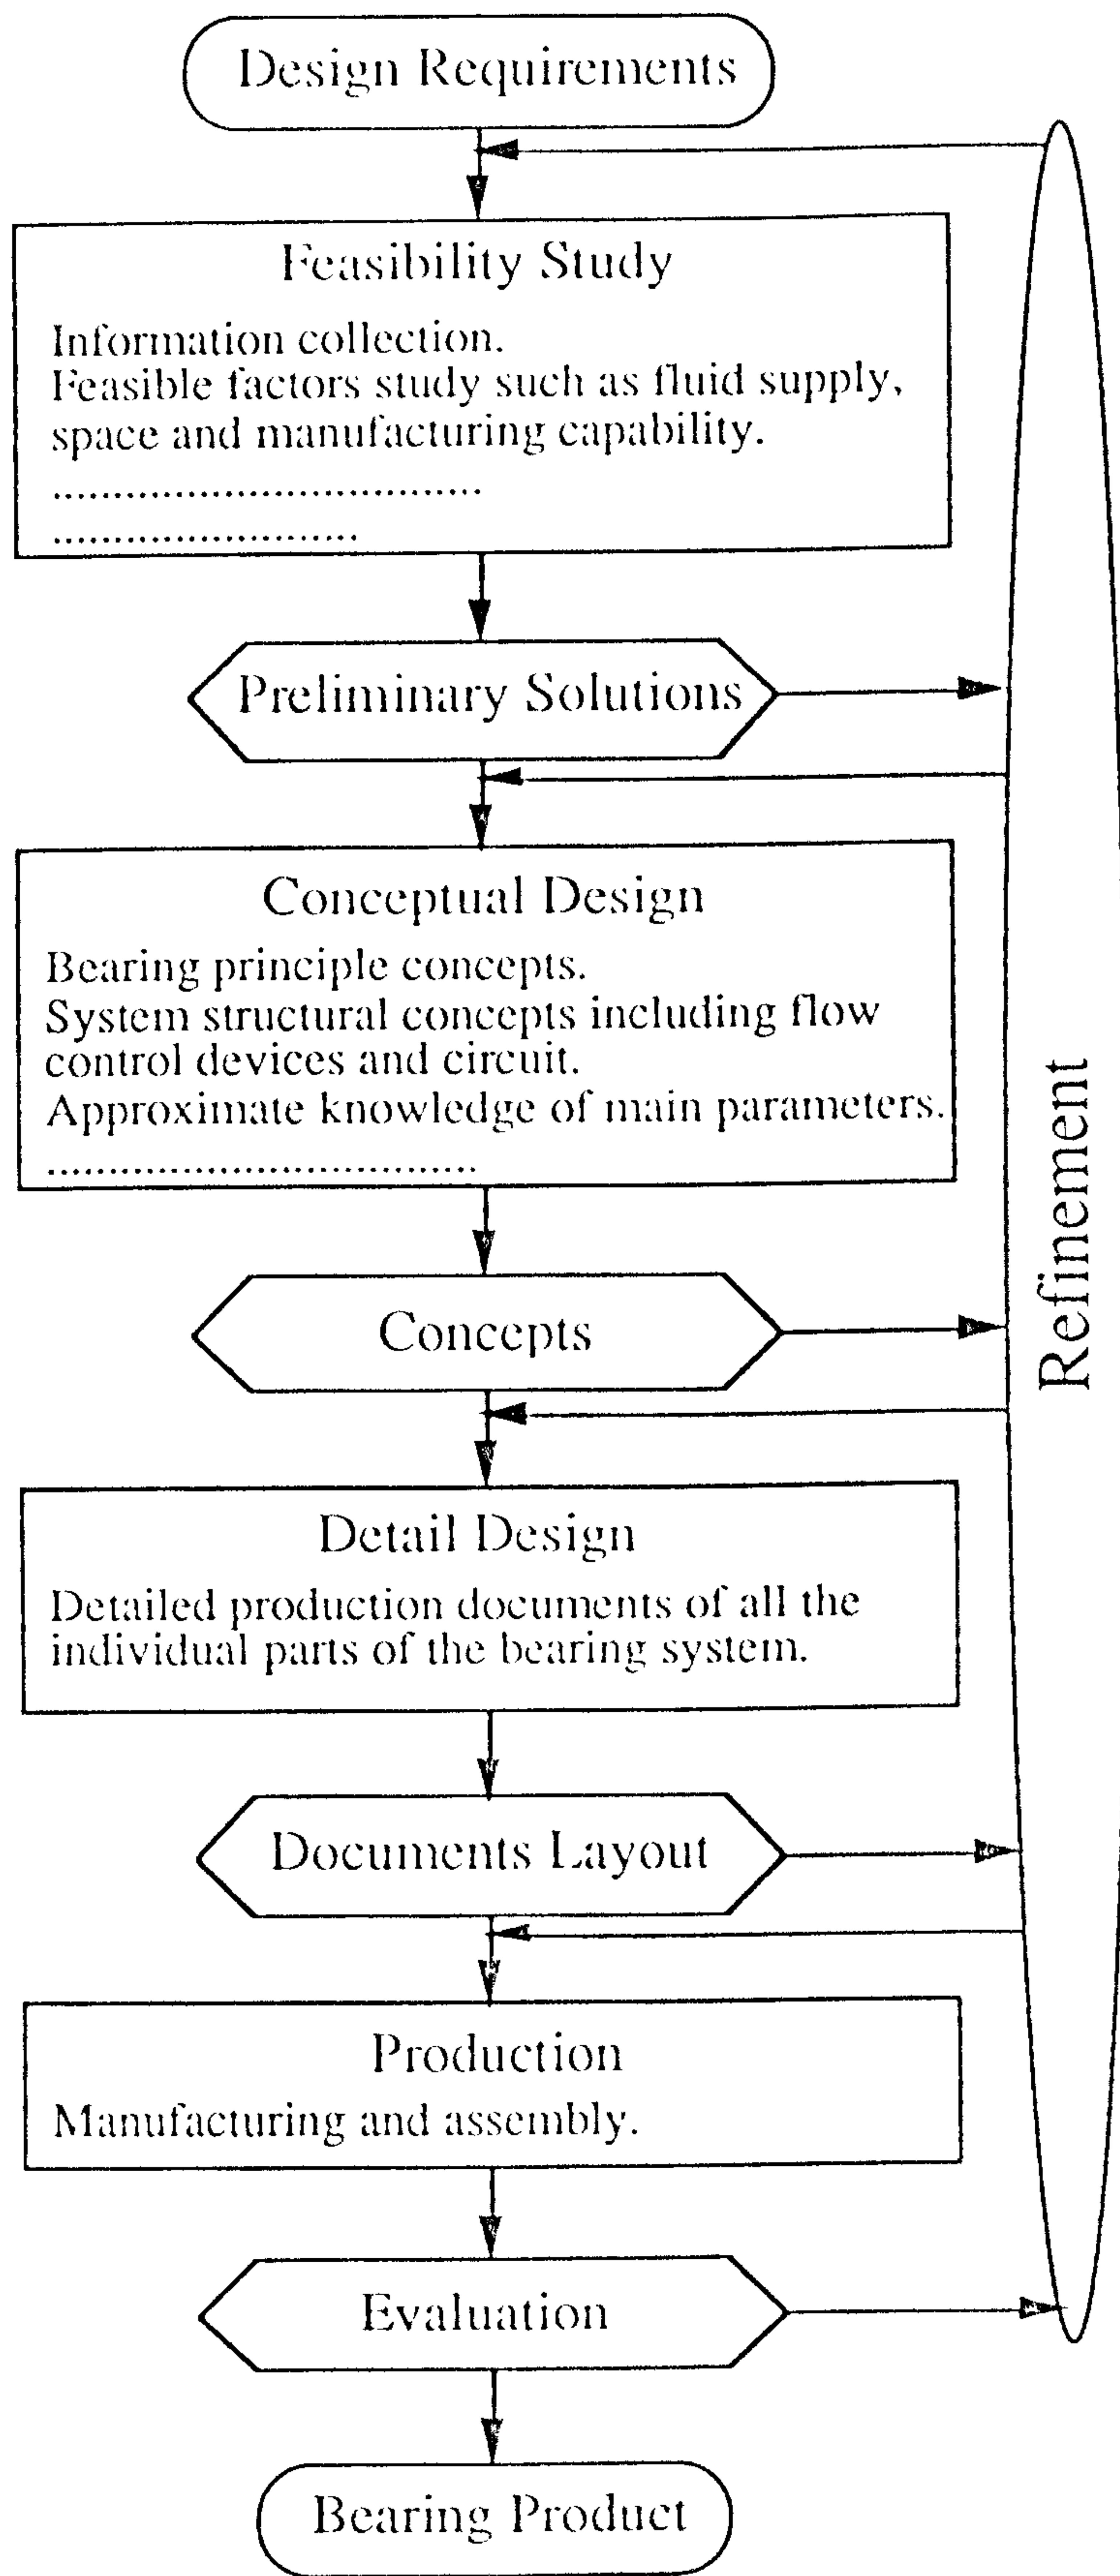 Design Requirements
Feasibility Study
Information collection.
Feasible factors study such as fluid supply,
space and manufacturing capability.
...................................
.........................
Preliminary Solutions
Conceptual Design
Bearing principle concepts.
System structural concepts including flow
control devices and circuit.
Approximate knowledge of main parameters.
...................................
Concepts
Detail Design
Detailed production documents of all the
individual parts of the bearing system.
Documents Layout
Production
Manufacturing and assembly.
Evaluation
Bearing Product
Refinement